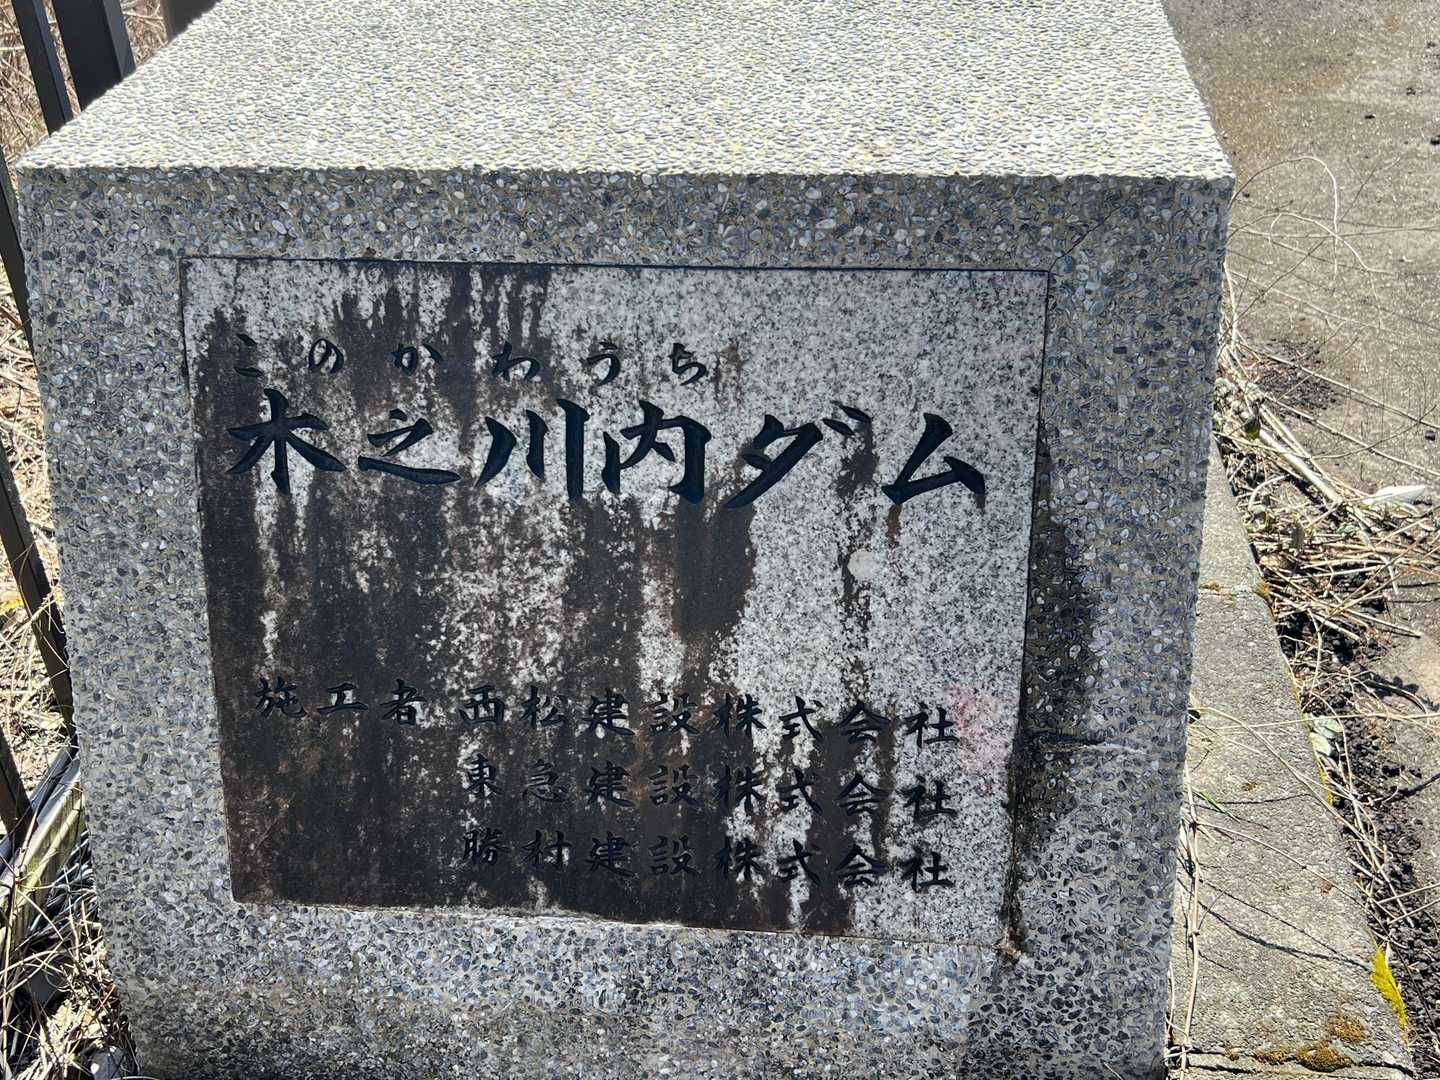 このかわうち
木之川内ダム
施工者 西松建設株式会社
東急建設株式会社
勝村建設株式会社